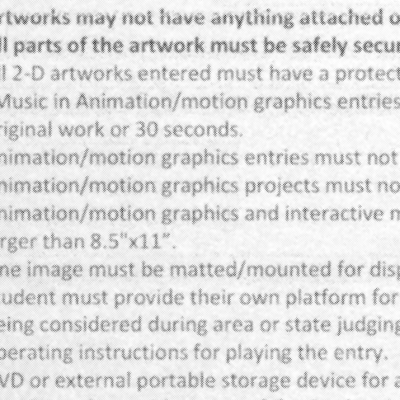 rtworks may not have anything attached o
ll parts of the artwork must be safely secur
ll 2-D artworks entered must have a protect
Music in Animation/motion graphics entries
riginal work or 30 seconds.
nimation/motion graphics entries must not
nimation/motion graphics projects must no
nimation/motion graphics and interactive m
rger than 8.5"x11".
ne image must be matted/mounted for disp
tudent must provide their own platform for
eing considered during area or state judging
perating instructions for playing the entry.
VD or external portable storage device for a